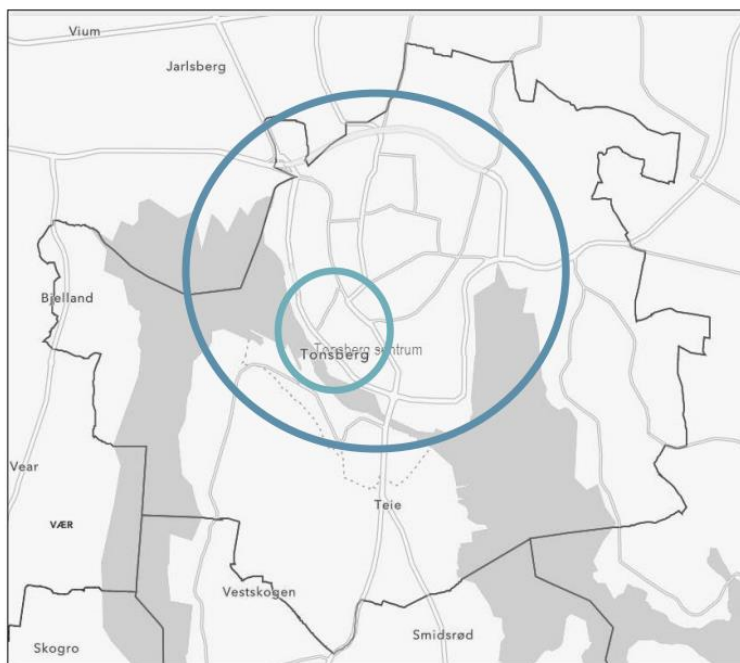 Vium
Jarlsberg
Bjelland
Tønsberg sentrum
Tønsberg
Vear
Teie
VÆR
Vestskogen
Smidsrød
Skogro